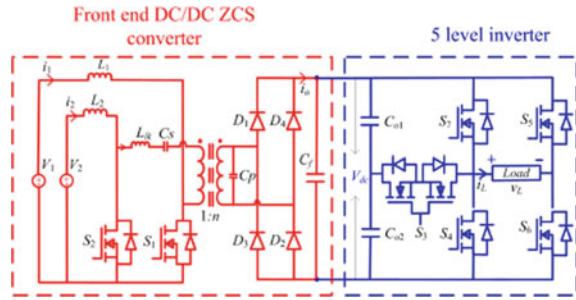 Front end DC/DC ZCS
converter
5 level inverter
i1
L1
i2
L2
Llk
Cs
V1
V2
S2
S1
1:n
Cp
D1
D4
D3
D2
Cf
io
Vdc
Co1
Co2
S3
S7
S5
S4
S6
+
Load
-
iL
vL